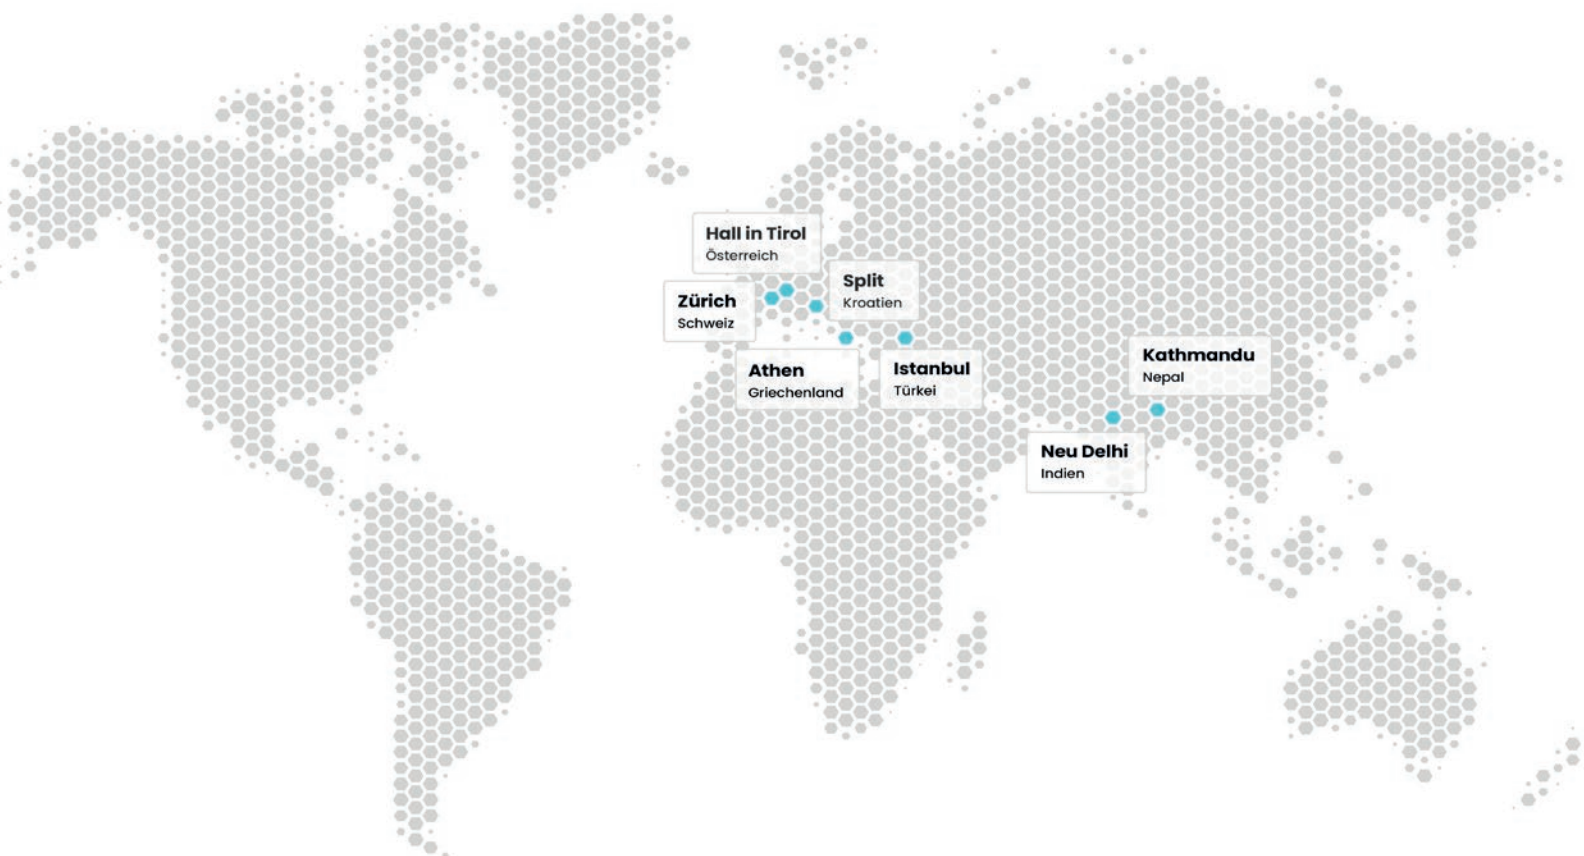 Hall in Tirol
Österreich
Split
Kroatien
Zürich
Schweiz
Athen
Griechenland
Istanbul
Türkei
Kathmandu
Nepal
Neu Delhi
Indien